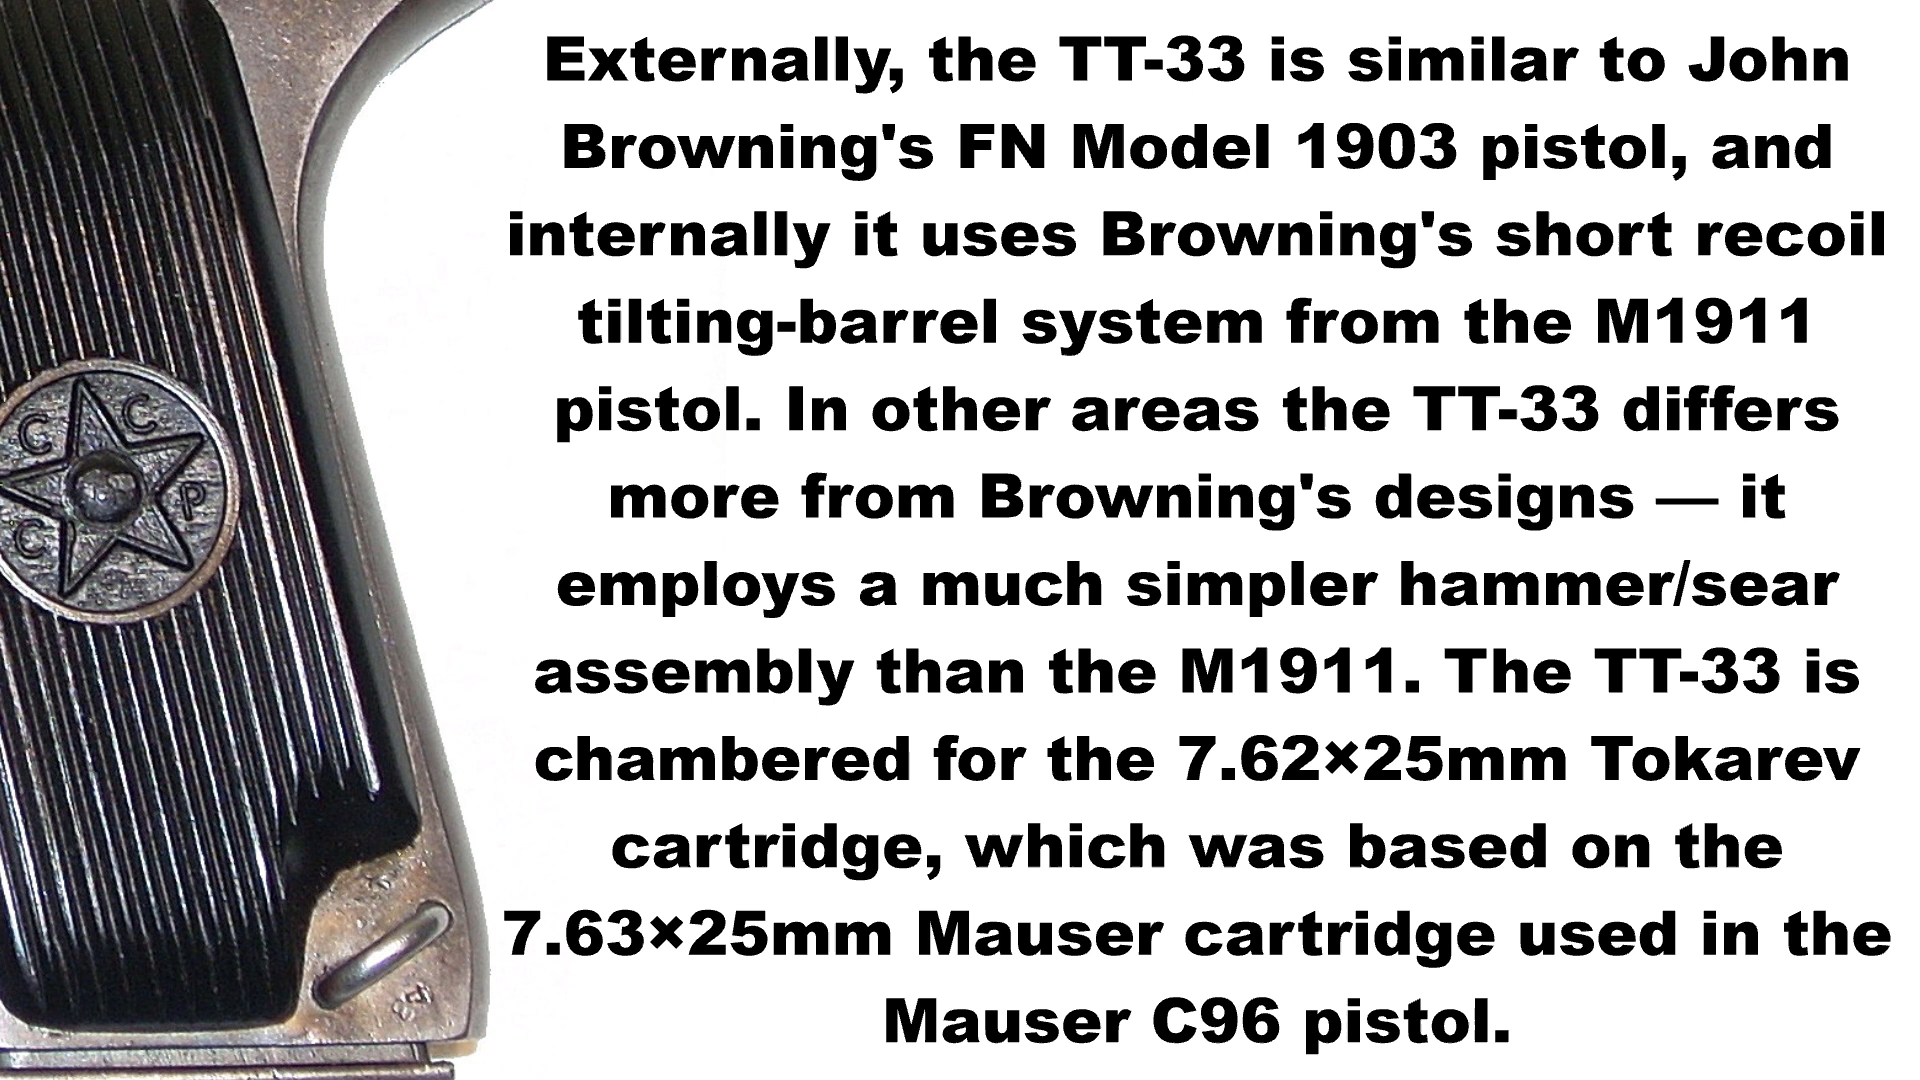 Externally, the TT-33 is similar to John
Browning's FN Model 1903 pistol, and
internally it uses Browning's short recoil
tilting-barrel system from the M1911
pistol. In other areas the TT-33 differs
more from Browning's designs — it
employs a much simpler hammer/sear
assembly than the M1911. The TT-33 is
chambered for the 7.62×25mm Tokarev
cartridge, which was based on the
7.63×25mm Mauser cartridge used in the
Mauser C96 pistol.
С С
С Р